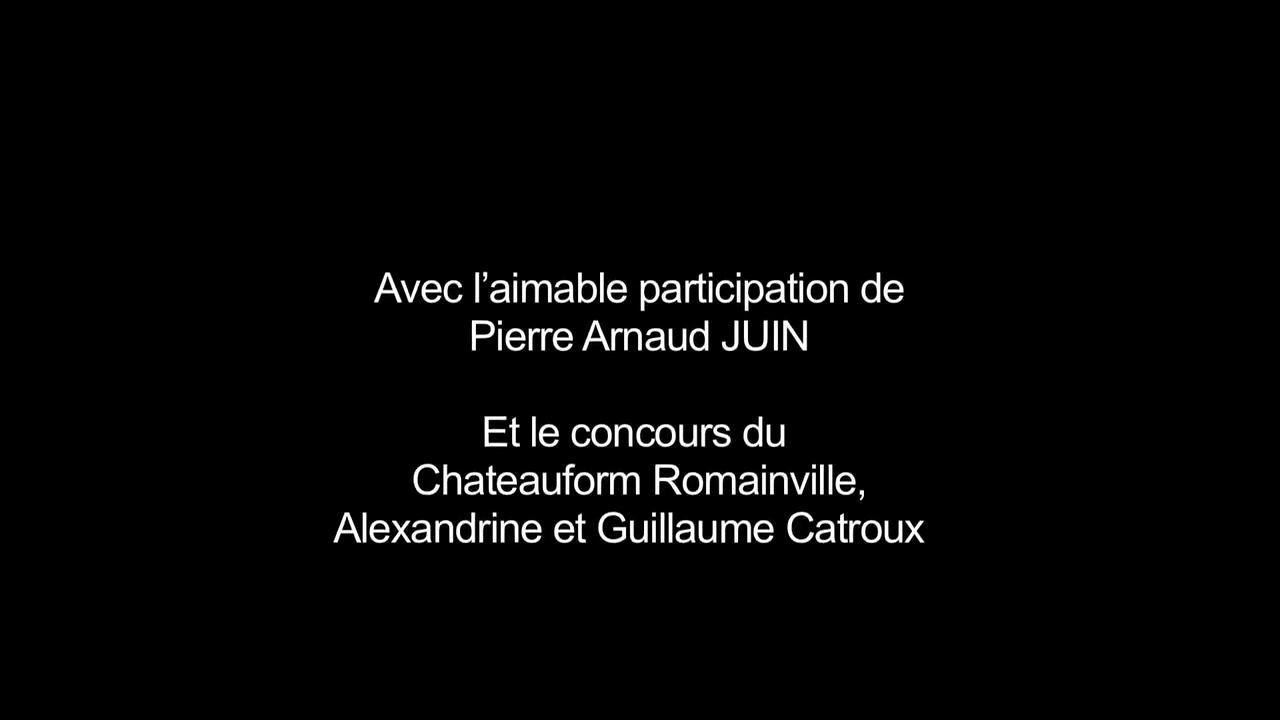 Avec l’aimable participation de
Pierre Arnaud JUIN
Et le concours du
Chateauform Romainville,
Alexandrine et Guillaume Catroux